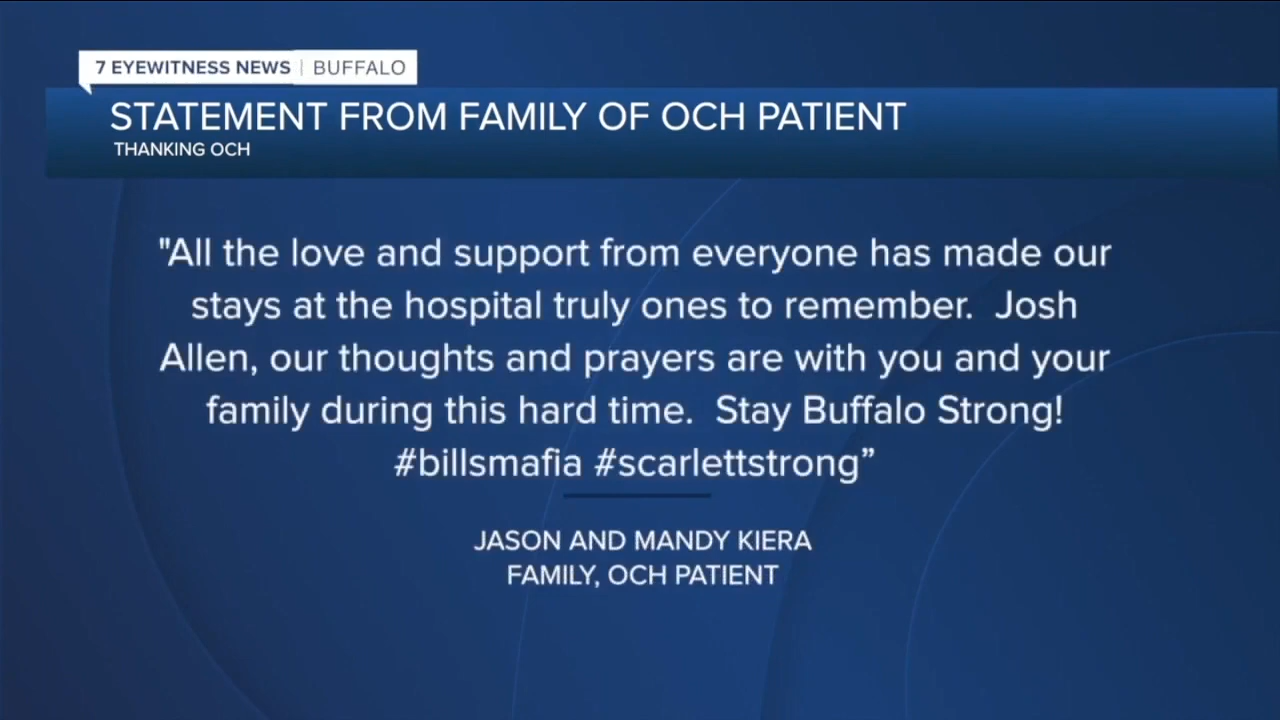 7 EYEWITNESS NEWS | BUFFALO
STATEMENT FROM FAMILY OF OCH PATIENT
THANKING OCH
"All the love and support from everyone has made our
stays at the hospital truly ones to remember.  Josh
Allen, our thoughts and prayers are with you and your
family during this hard time.  Stay Buffalo Strong!
#billsmafia #scarlettstrong”
JASON AND MANDY KIERA
FAMILY, OCH PATIENT